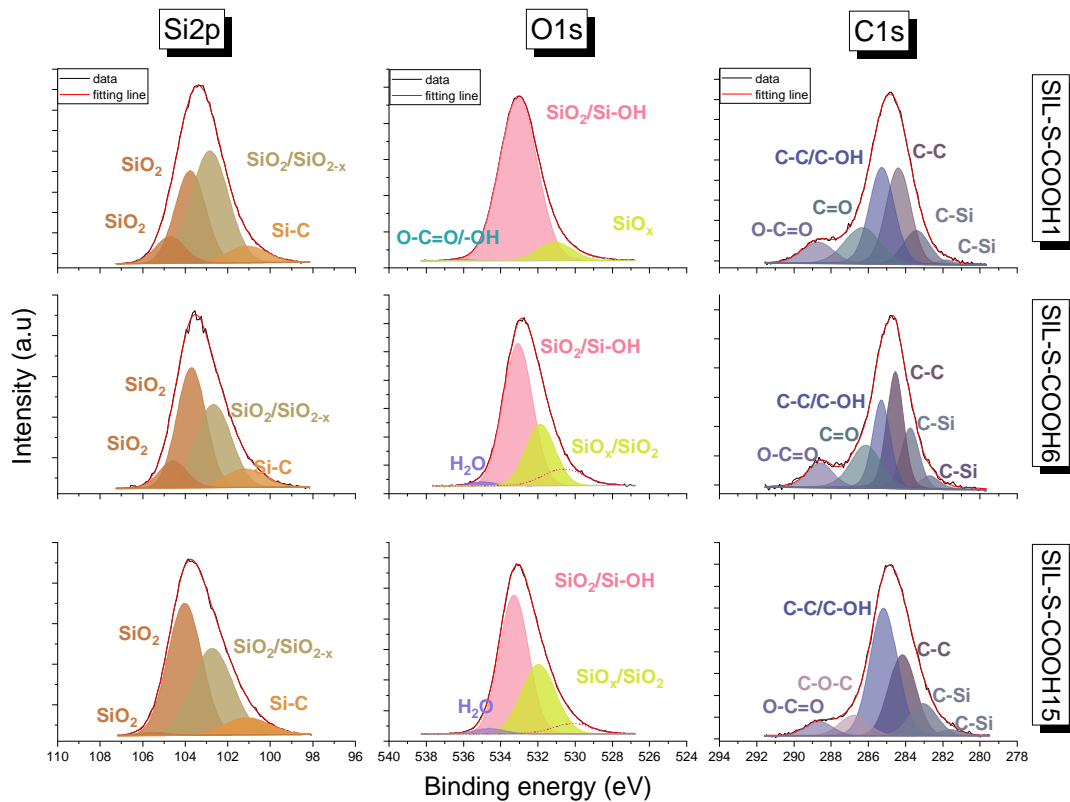 Si2p
O1s
C1s
data
fitting line
SiO2
SiO2
SiO2/SiO2-x
Si-C
data
fitting line
SiO2/Si-OH
O-C=O/-OH
SiOx
data
fitting line
C-C/C-OH
C-C
C=O
O-C=O
C-Si
C-Si
SIL-S-COOH1
Intensity (a.u)
SiO2
SiO2
SiO2/SiO2-x
Si-C
SiO2/Si-OH
SiOx/SiO2
H2O
C-C
C-C/C-OH
C-Si
C=O
O-C=O
C-Si
SIL-S-COOH6
SiO2
SiO2/SiO2-x
Si-C
SiO2
SiO2/Si-OH
SiOx/SiO2
H2O
C-C/C-OH
C-C
C-O-C
C-Si
O-C=O
C-Si
SIL-S-COOH15
110 108 106 104 102 100 98 96
540 538 536 534 532 530 528 526 524
294 292 290 288 286 284 282 280 278 276
Binding energy (eV)